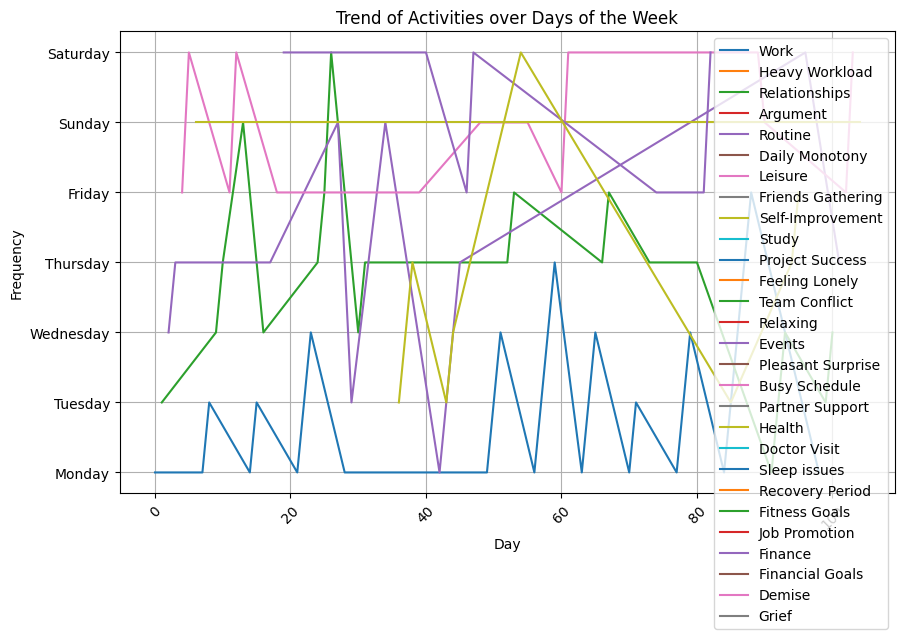 Trend of Activities over Days of the Week
Frequency
Saturday
Sunday
Friday
Thursday
Wednesday
Tuesday
Monday
0
20
40
60
80
100
Day
Work
Heavy Workload
Relationships
Argument
Routine
Daily Monotony
Leisure
Friends Gathering
Self-Improvement
Study
Project Success
Feeling Lonely
Team Conflict
Relaxing
Events
Pleasant Surprise
Busy Schedule
Partner Support
Health
Doctor Visit
Sleep issues
Recovery Period
Fitness Goals
Job Promotion
Finance
Financial Goals
Demise
Grief